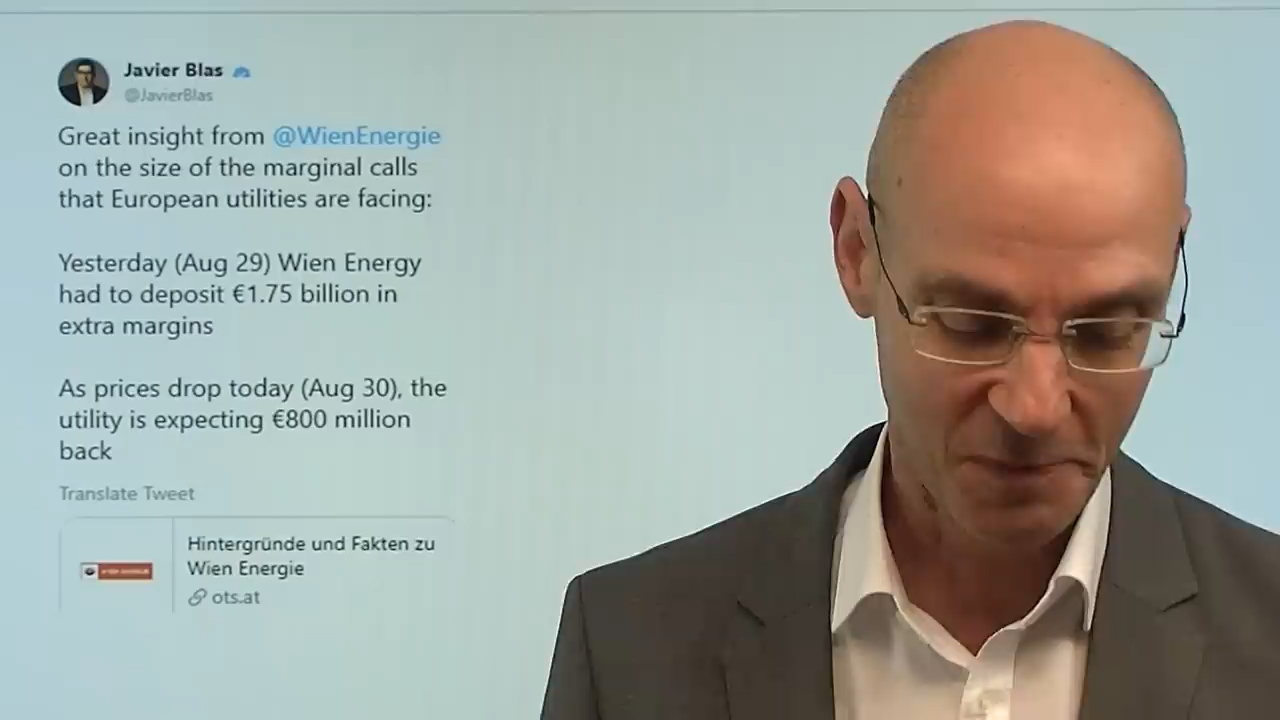 Javier Blas
@JavierBlas
Great insight from @WienEnergie
on the size of the marginal calls
that European utilities are facing:
Yesterday (Aug 29) Wien Energy
had to deposit €1.75 billion in
extra margins
As prices drop today (Aug 30), the
utility is expecting €800 million
back
Translate Tweet
Hintergründe und Fakten zu
Wien Energie
ots.at